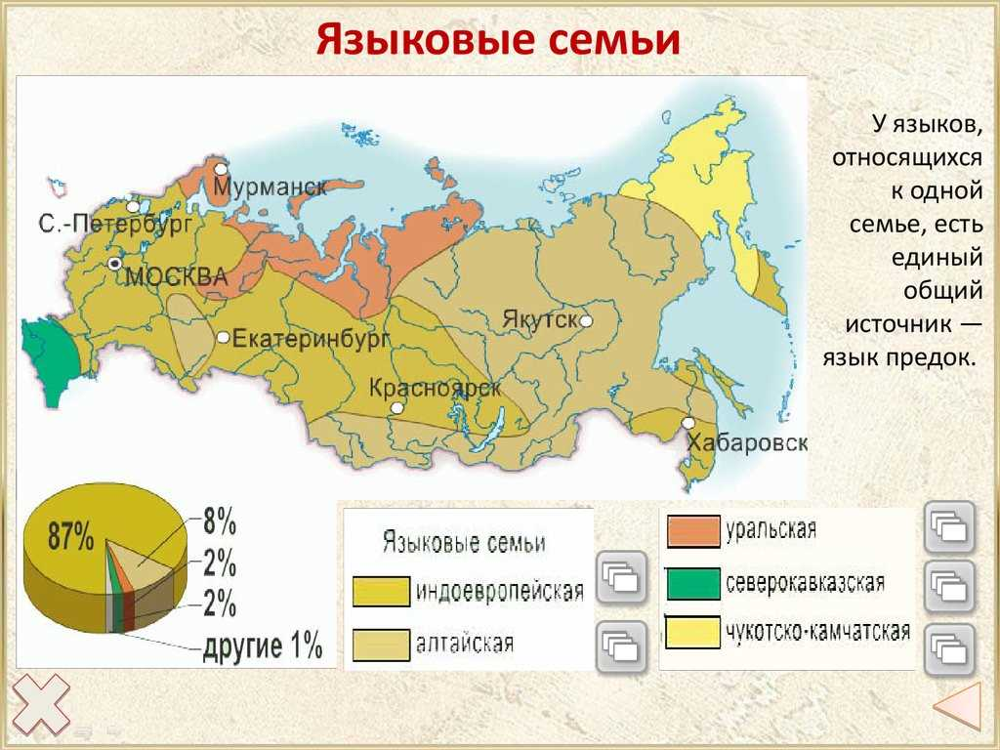 Языковые семьи
У языков,
относящихся
к одной
семье, есть
единый
общий
источник —
язык предок.
Мурманск
С.-Петербург
МОСКВА
Екатеринбург
Якутск
Красноярск
Хабаровск
87%
8%
2%
2%
другие 1%
Языковые семьи
индоевропейская
алтайская
уральская
северокавказская
чукотско-камчатская